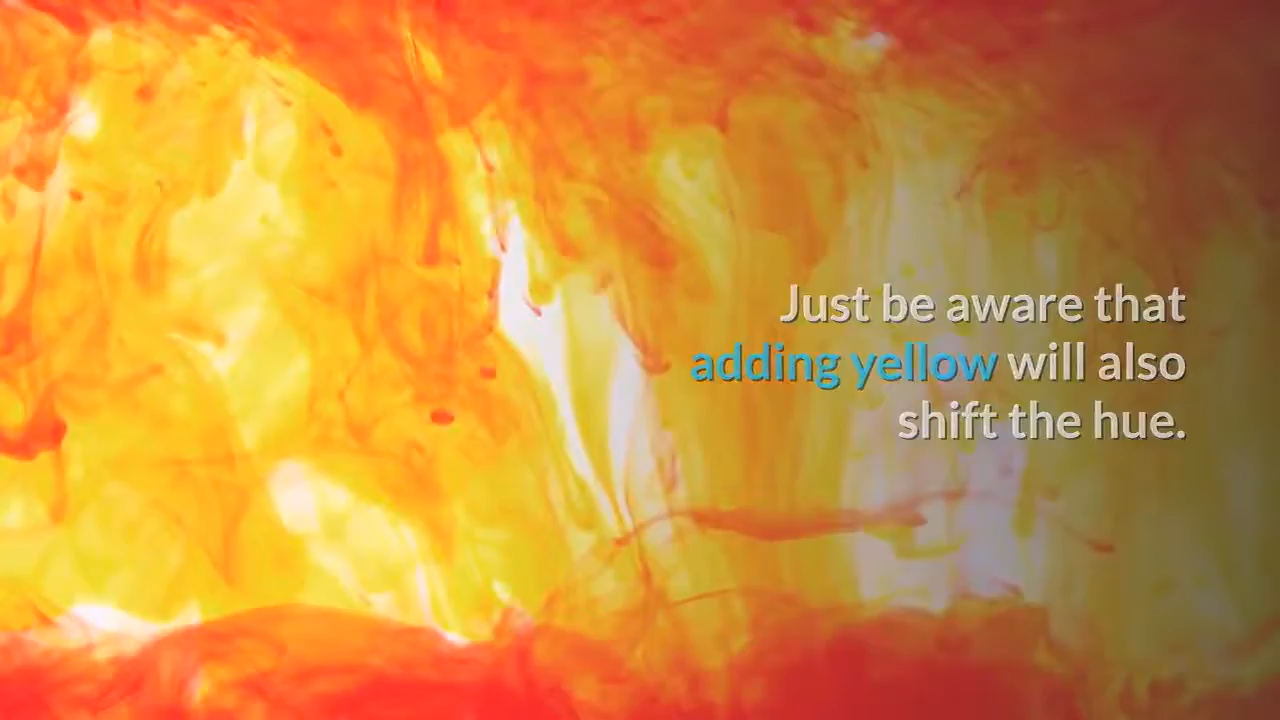 Just be aware that
adding yellow will also
shift the hue.